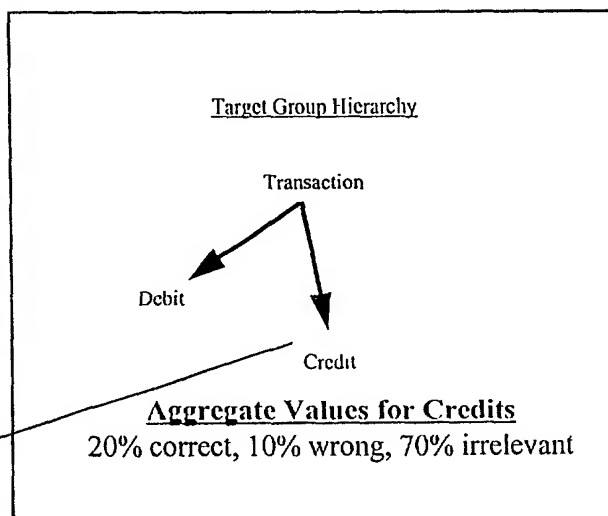 Target Group Hierarchy
Transaction
Debit
Credit
Aggregate Values for Credits
20% correct, 10% wrong, 70% irrelevant